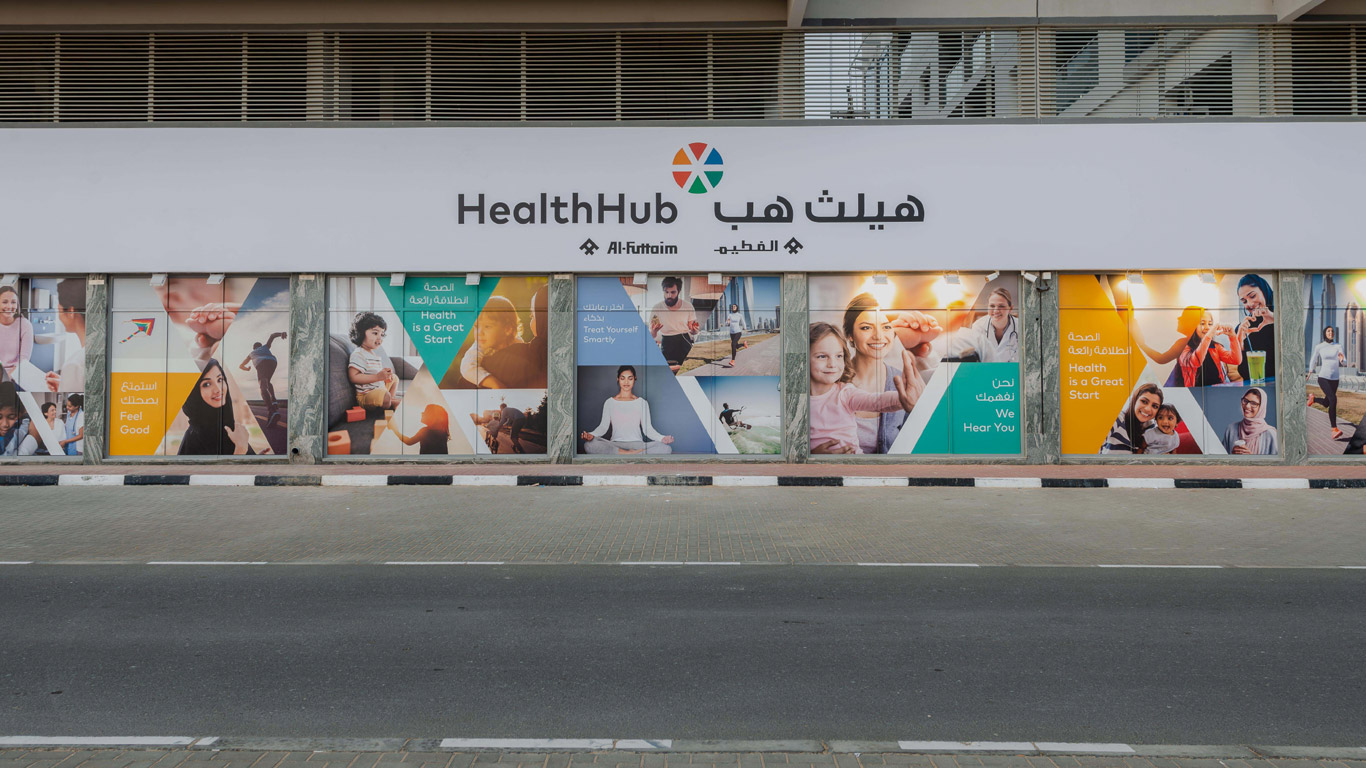 HealthHub هيلث هب
Al-Futtaim الفطيم
استمتع
بصحتك
Feel
Good
الصحة
انطلاقة رائعة
Health
is a Great
Start
اختر رعايتك
بذكاء
Treat Yourself
Smartly
نحن
نفهمك
We
Hear You
الصحة
انطلاقة رائعة
Health
is a Great
Start